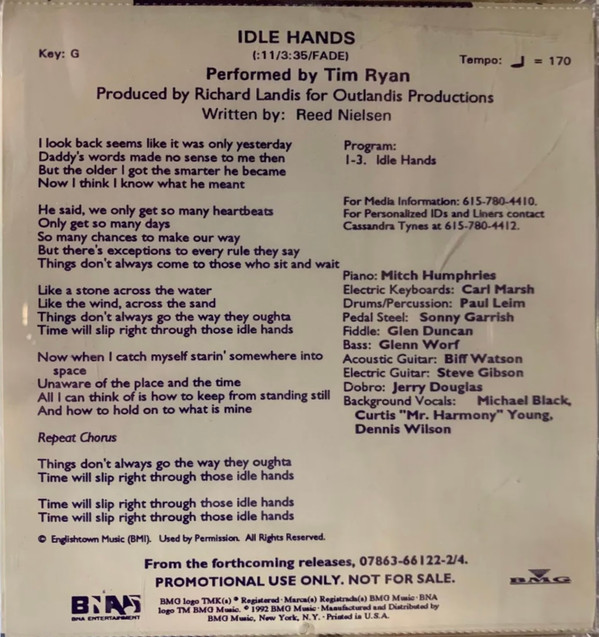 IDLE HANDS
Key: G
(:11/3:35/FADE)
Tempo: ♩ = 170
Performed by Tim Ryan
Produced by Richard Landis for Outlandis Productions
Written by: Reed Nielsen
I look back seems like it was only yesterday
Daddy's words made no sense to me then
But the older I got the smarter he became
Now I think I know what he meant
He said, we only get so many heartbeats
Only get so many days
So many chances to make our way
But there's exceptions to every rule they say
Things don't always come to those who sit and wait
Like a stone across the water
Like the wind, across the sand
Things don't always go the way they oughta
Time will slip right through those idle hands
Now when I catch myself starin' somewhere into
space
Unaware of the place and the time
All I can think of is how to keep from standing still
And how to hold on to what is mine
Repeat Chorus
Things don't always go the way they oughta
Time will slip right through those idle hands
Time will slip right through those idle hands
Time will slip right through those idle hands
© Englishtown Music (BMI). Used by Permission. All Rights Reserved.
Program:
1-3. Idle Hands
For Media Information: 615-780-4410.
For Personalized IDs and Liners contact
Cassandra Tynes at 615-780-4412.
Piano: Mitch Humphries
Electric Keyboards: Carl Marsh
Drums/Percussion: Paul Leim
Pedal Steel: Sonny Garrish
Fiddle: Glen Duncan
Bass: Glenn Worf
Acoustic Guitar: Biff Watson
Electric Guitar: Steve Gibson
Dobro: Jerry Douglas
Background Vocals: Michael Black,
Curtis "Mr. Harmony" Young,
Dennis Wilson
From the forthcoming releases, 07863-66122-2/4.
PROMOTIONAL USE ONLY. NOT FOR SALE.
BNA
BNA ENTERTAINMENT
BMG logo TMK(s) ® Registered · Marca(s) Registrada(s) BMG Music · BNA
logo TM BMG Music. ℗ 1992 BMG Music · Manufactured and Distributed by
BMG Music, New York, N.Y. · Printed in U.S.A.
BMG